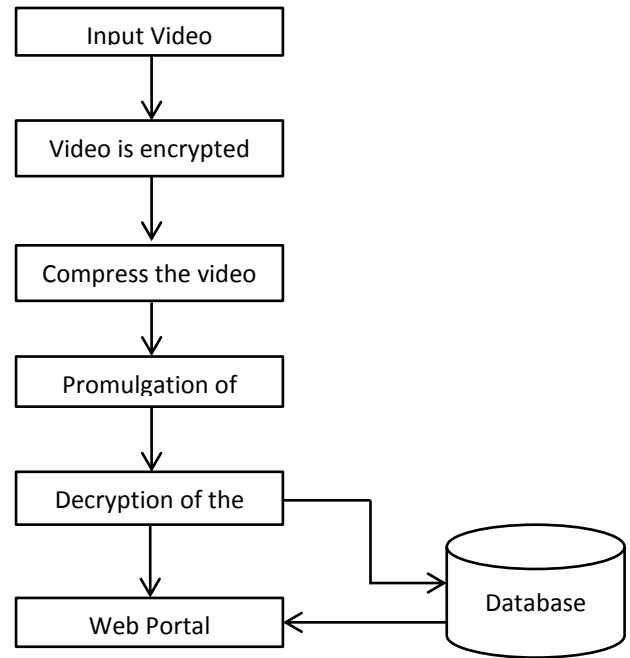 Input Video
Video is encrypted
Compress the video
Promulgation of
Decryption of the
Database
Web Portal